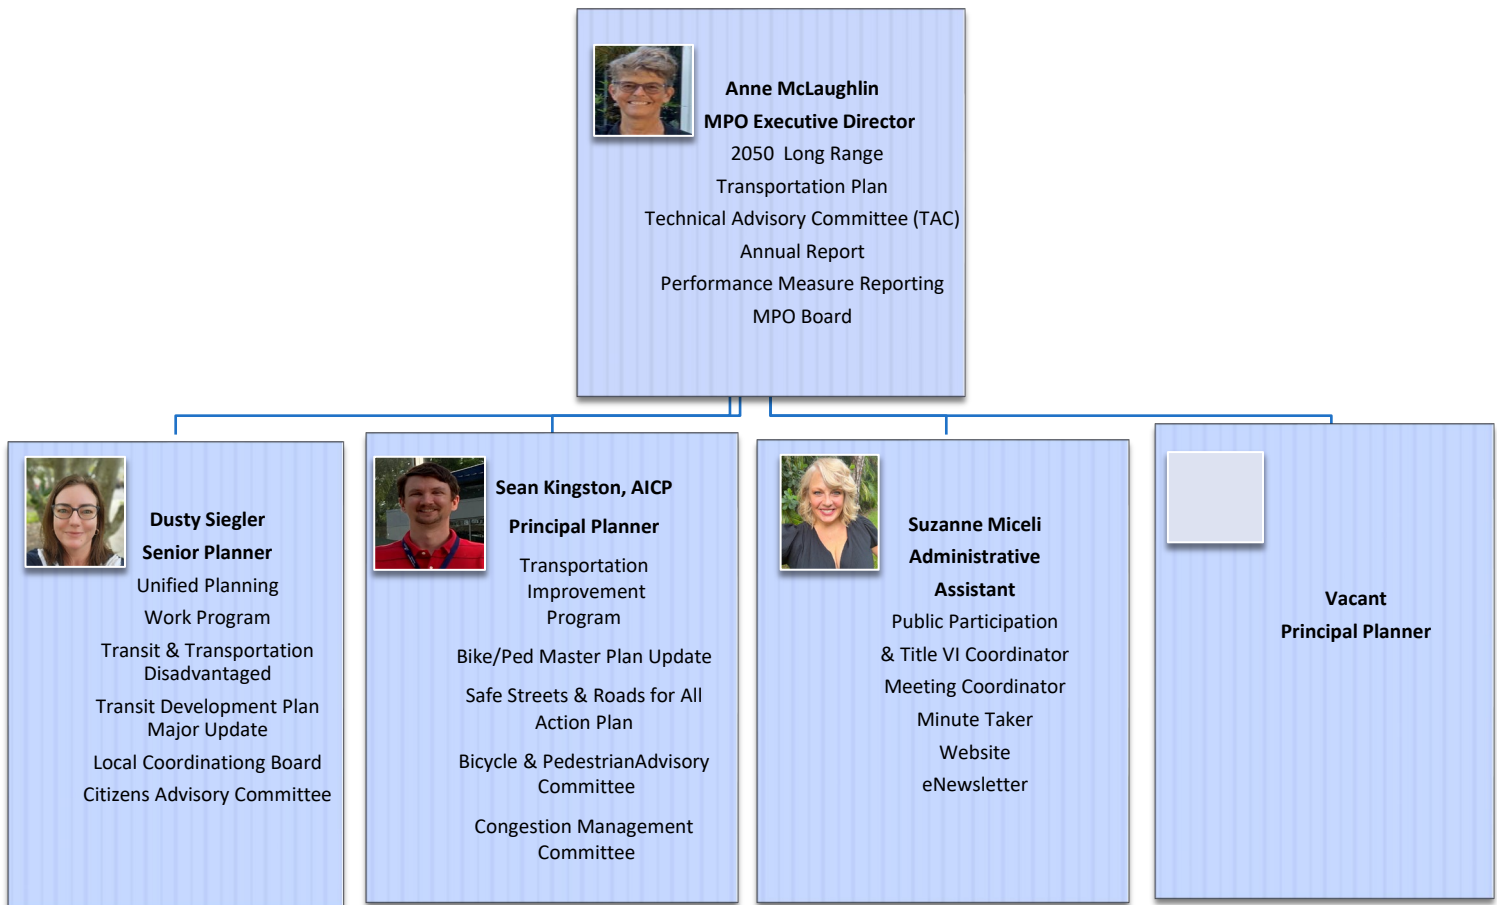 Anne McLaughlin
MPO Executive Director
2050 Long Range
Transportation Plan
Technical Advisory Committee (TAC)
Annual Report
Performance Measure Reporting
MPO Board
Dusty Siegler
Senior Planner
Unified Planning
Work Program
Transit & Transportation
Disadvantaged
Transit Development Plan
Major Update
Local Coordinationg Board
Citizens Advisory Committee
Sean Kingston, AICP
Principal Planner
Transportation
Improvement
Program
Bike/Ped Master Plan Update
Safe Streets & Roads for All
Action Plan
Bicycle & PedestrianAdvisory
Committee
Congestion Management
Committee
Suzanne Miceli
Administrative
Assistant
Public Participation
& Title VI Coordinator
Meeting Coordinator
Minute Taker
Website
eNewsletter
Vacant
Principal Planner